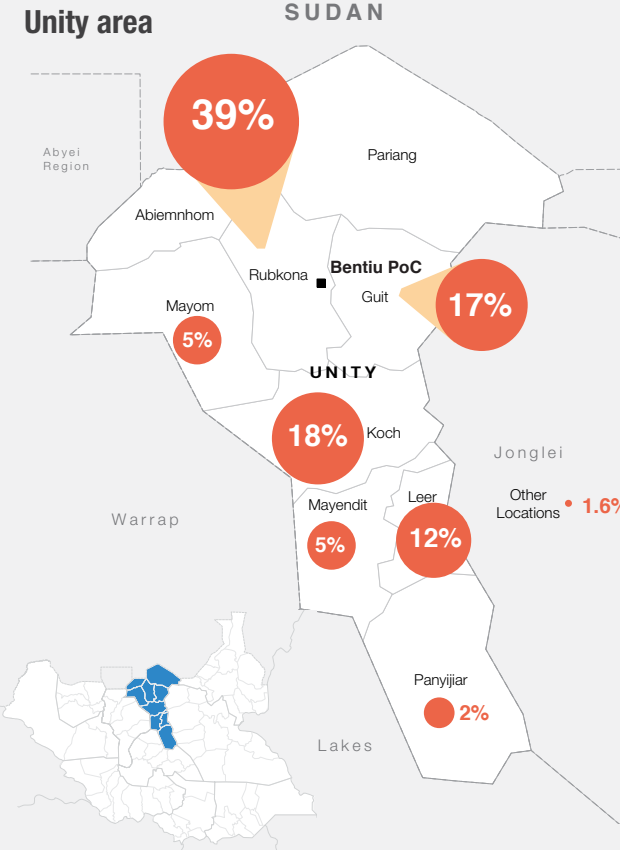 Unity area
SUDAN
39%
Abyei
Region
Pariang
Abiemnhom
Rubkona
Bentiu PoC
Guit
17%
Mayom
5%
UNITY
18%
Koch
Jonglei
Other
Locations
1.6%
Mayendit
5%
Leer
12%
Warrap
Panyijiar
2%
Lakes